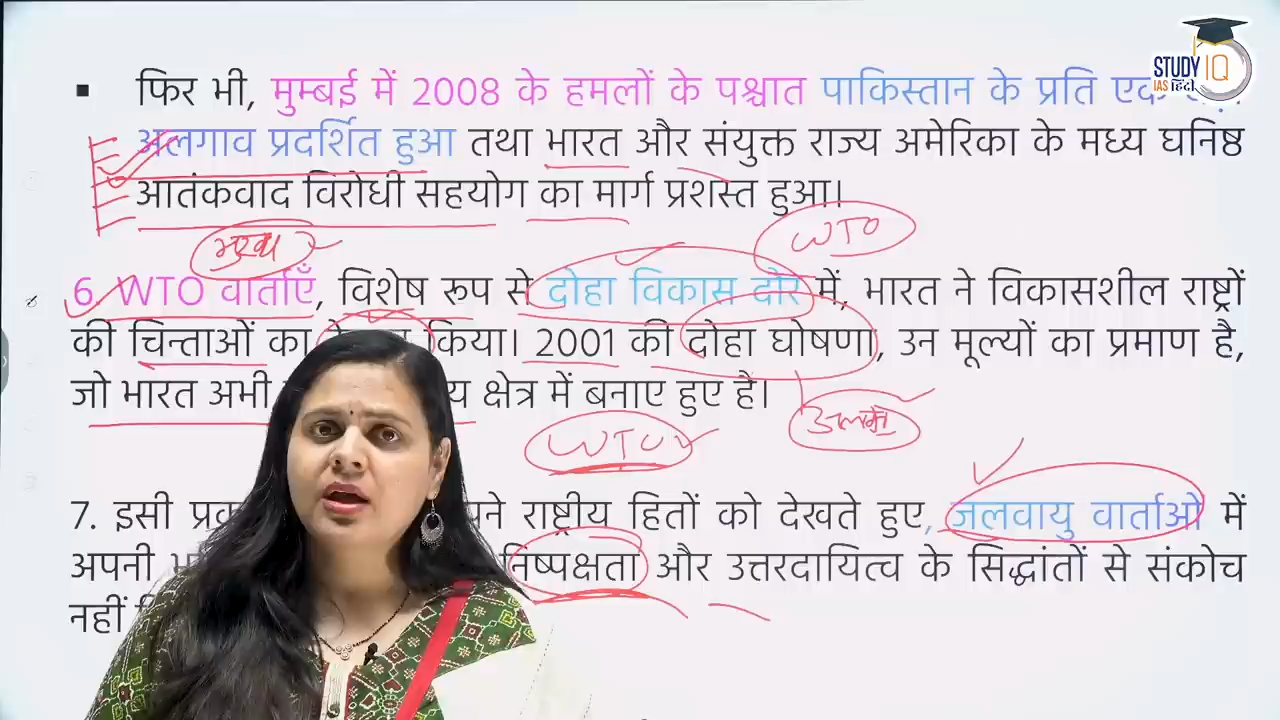 STUDY IQ
IAS हिंदी
▪ फिर भी, मुम्बई में 2008 के हमलों के पश्चात पाकिस्तान के प्रति एक
अलगाव प्रदर्शित हुआ तथा भारत और संयुक्त राज्य अमेरिका के मध्य घनिष्ठ
आतंकवाद विरोधी सहयोग का मार्ग प्रशस्त हुआ।
WTO
6. WTO वार्ताएँ, विशेष रूप से दोहा विकास दौर में, भारत ने विकासशील राष्ट्रों
की चिन्ताओं का किया। 2001 की दोहा घोषणा, उन मूल्यों का प्रमाण है,
जो भारत अभी क्षेत्र में बनाए हुए है।
WTO
7. इसी राष्ट्रीय हितों को देखते हुए, जलवायु वार्ताओं में
अपनी निष्पक्षता और उत्तरदायित्व के सिद्धांतों से संकोच
नहीं